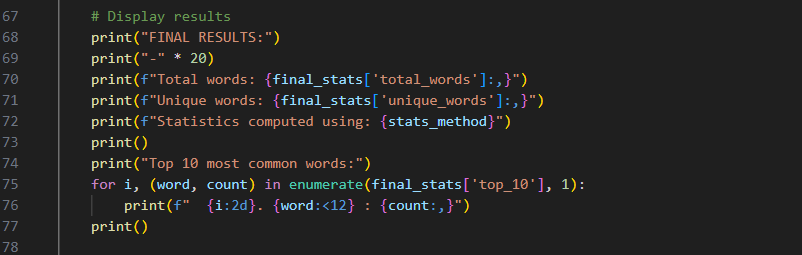 67        # Display results
68        print("FINAL RESULTS:")
69        print("-" * 20)
70        print(f"Total words: {final_stats['total_words']:,}")
71        print(f"Unique words: {final_stats['unique_words']:,}")
72        print(f"Statistics computed using: {stats_method}")
73        print()
74        print("Top 10 most common words:")
75        for i, (word, count) in enumerate(final_stats['top_10'], 1):
76            print(f"  {i:2d}. {word:<12} : {count:,}")
77        print()
78